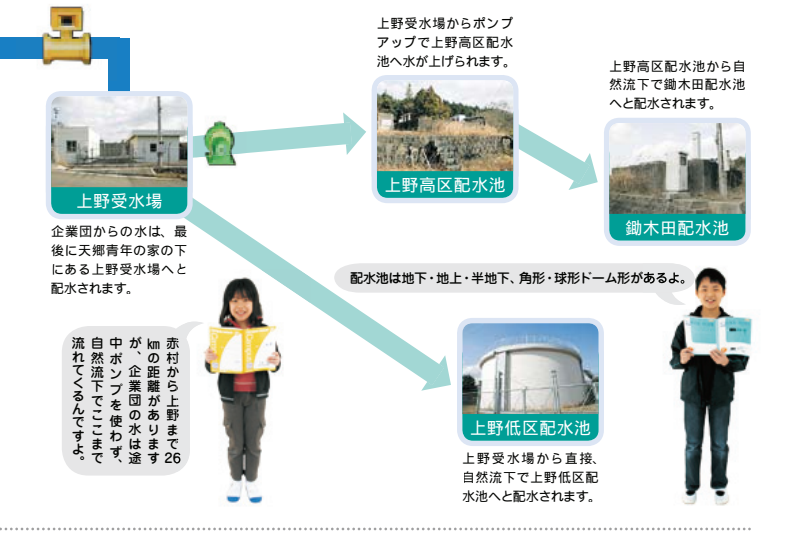 上野受水場からポンプ
アップで上野高区配水
池へ水が上げられます。
上野高区配水池から自
然流下で鋤木田配水池
へと配水されます。
上野受水場
上野高区配水池
鋤木田配水池
企業団からの水は、最
後に天郷青年の家の下
にある上野受水場へと
配水されます。
配水池は地下・地上・半地下、角形・球形ドーム形があるよ。
赤村から上野まで26
㎞の距離があります
が、企業団の水は途
中ポンプを使わず、
自然流下でここまで
流れてくるんですよ。
上野低区配水池
上野受水場から直接、
自然流下で上野低区配
水池へと配水されます。